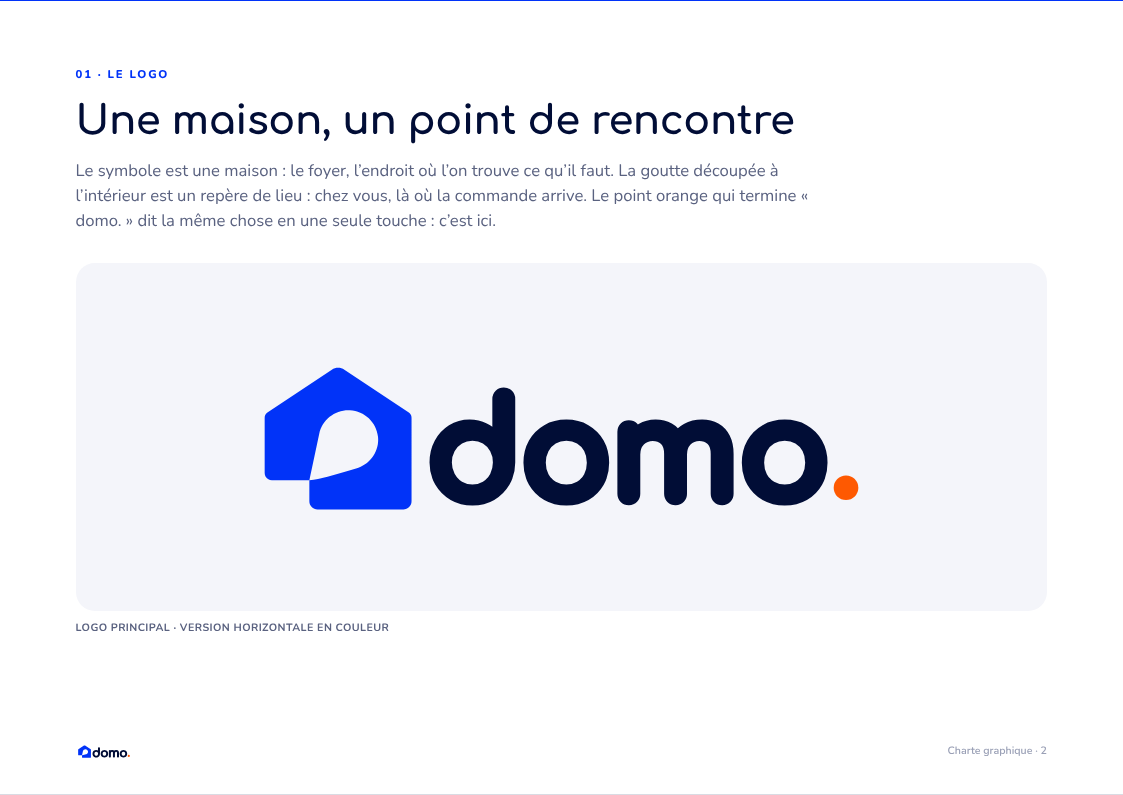 01 · LE LOGO
Une maison, un point de rencontre
Le symbole est une maison : le foyer, l’endroit où l’on trouve ce qu’il faut. La goutte découpée à
l’intérieur est un repère de lieu : chez vous, là où la commande arrive. Le point orange qui termine «
domo. » dit la même chose en une seule touche : c’est ici.
domo.
LOGO PRINCIPAL · VERSION HORIZONTALE EN COULEUR
domo.
Charte graphique · 2